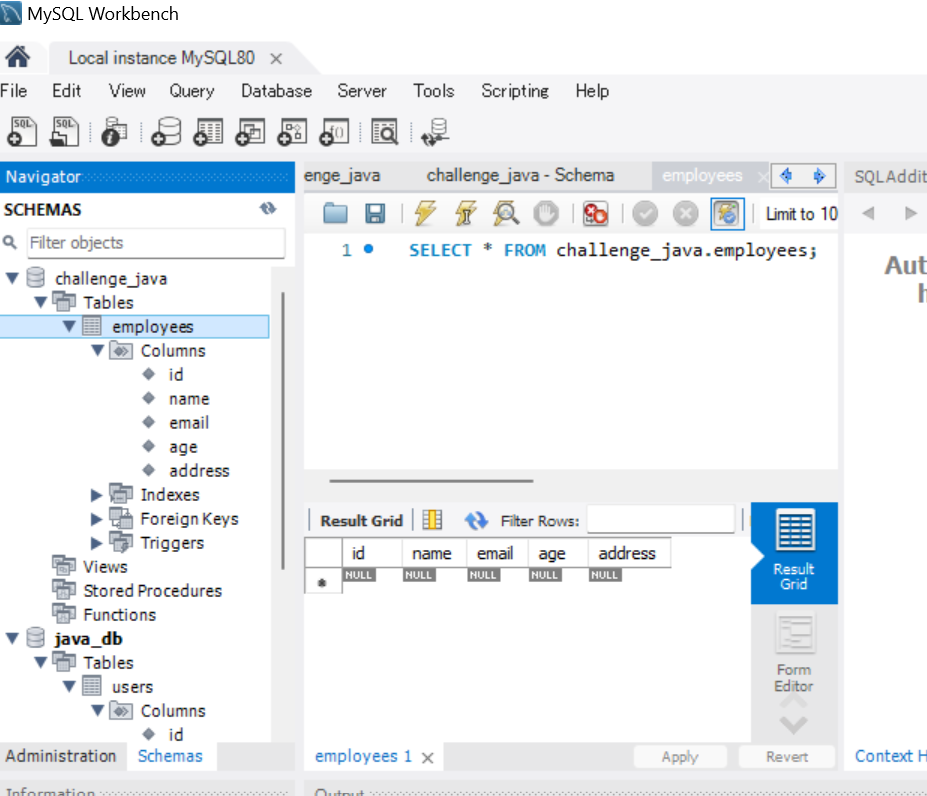 MySQL Workbench
Local instance MySQL80
File Edit View Query Database Server Tools Scripting Help
SQL SQL
Navigator
SCHEMAS
Filter objects
challenge_java
Tables
employees
Columns
id
name
email
age
address
Indexes
Foreign Keys
Triggers
Views
Stored Procedures
Functions
java_db
Tables
users
Columns
id
Administration Schemas
Information
enge_java challenge_java - Schema employees
Limit to 10
1 SELECT * FROM challenge_java.employees;
Result Grid Filter Rows:
id name email age address
* NULL NULL NULL NULL NULL
Result
Grid
Form
Editor
employees 1 Apply Revert
Output
SQLAddit
Aut
h
Context H